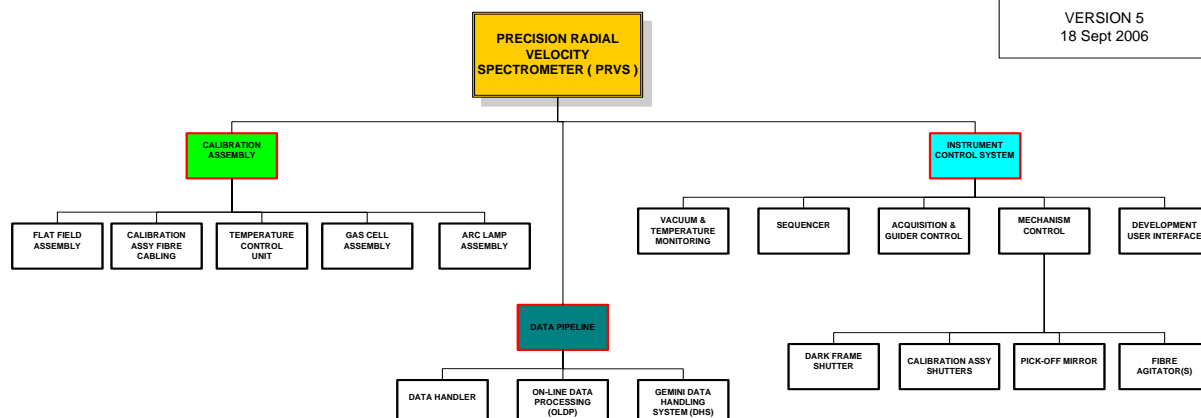 VERSION 5
18 Sept 2006
PRECISION RADIAL
VELOCITY
SPECTROMETER ( PRVS )
CALIBRATION
ASSEMBLY
INSTRUMENT
CONTROL SYSTEM
FLAT FIELD
ASSEMBLY
CALIBRATION
ASSY FIBRE
CABLING
TEMPERATURE
CONTROL
UNIT
GAS CELL
ASSEMBLY
ARC LAMP
ASSEMBLY
VACUUM &
TEMPERATURE
MONITORING
SEQUENCER
ACQUISITION &
GUIDER CONTROL
MECHANISM
CONTROL
DEVELOPMENT
USER INTERFACE
DATA PIPELINE
DARK FRAME
SHUTTER
CALIBRATION ASSY
SHUTTERS
PICK-OFF MIRROR
FIBRE
AGITATOR(S)
DATA HANDLER
ON-LINE DATA
PROCESSING
(OLDP)
GEMINI DATA
HANDLING
SYSTEM (DHS)